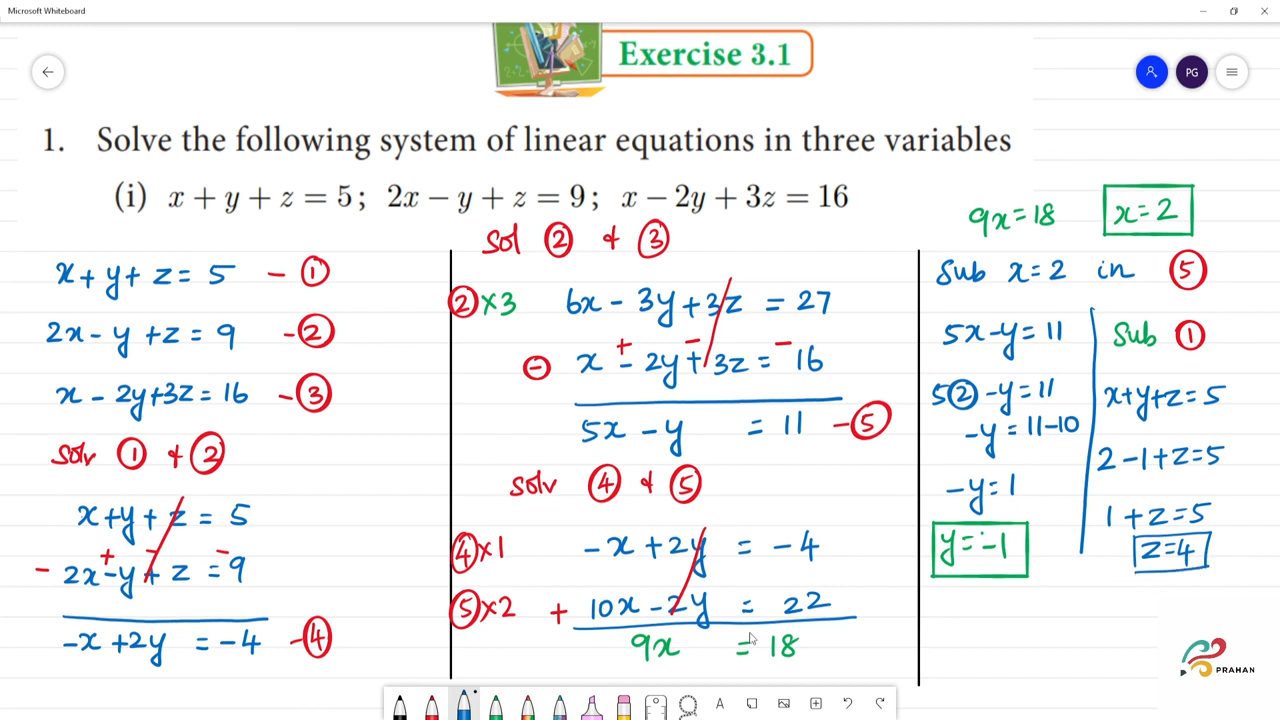 Microsoft Whiteboard
Exercise 3.1
PG
1. Solve the following system of linear equations in three variables
(i) x + y + z = 5; 2x − y + z = 9; x − 2y + 3z = 16
x + y + z = 5 - ①
2x - y + z = 9 - ②
x - 2y + 3z = 16 - ③
Solv ① & ②
x + y + z = 5
+ - -
- 2x - y + z = 9
-x + 2y = -4 - ④
Sol ② & ③
② × 3 6x - 3y + 3z = 27
+ - -
⊖ x - 2y + 3z = 16
5x - y = 11 - ⑤
Solv ④ & ⑤
④ × 1 -x + 2y = -4
⑤ × 2 + 10x - 2y = 22
9x = 18
9x = 18 x = 2
Sub x = 2 in ⑤
5x - y = 11
5② - y = 11
-y = 11 - 10
-y = 1
y = -1
Sub ①
x + y + z = 5
2 - 1 + z = 5
1 + z = 5
z = 4
PRAHAN
A